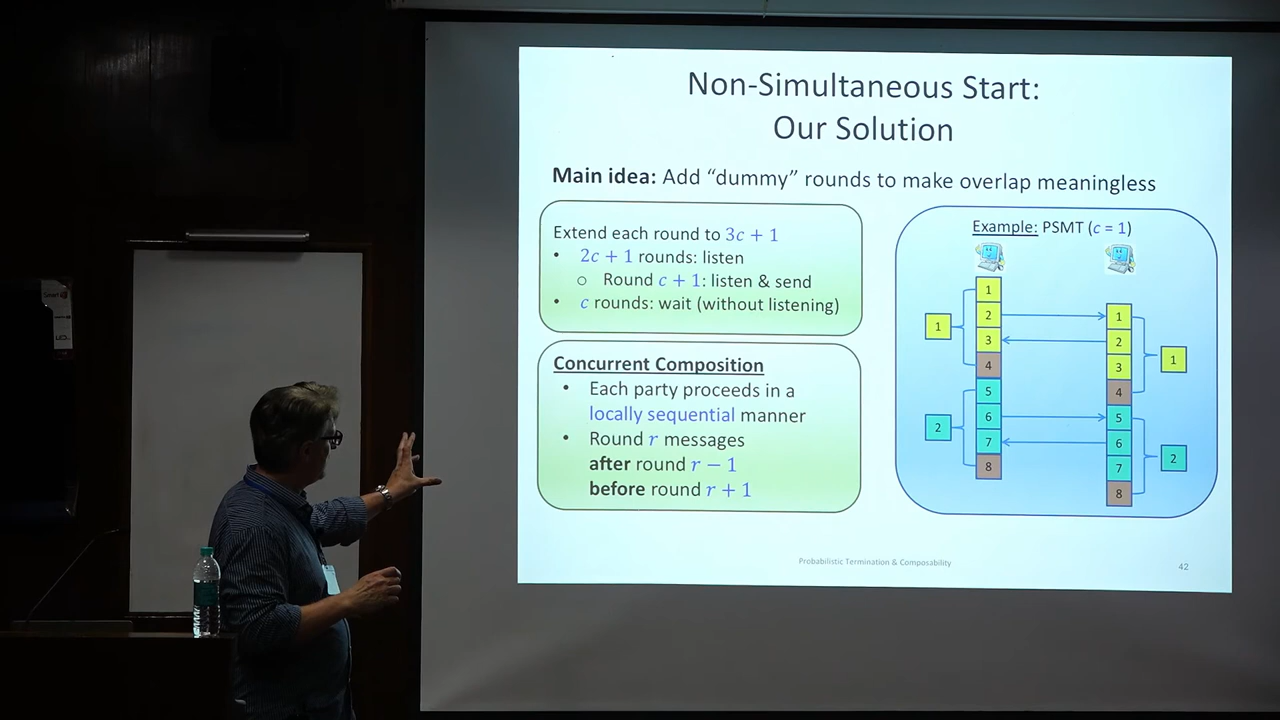 Non-Simultaneous Start:
Our Solution
Main idea: Add “dummy” rounds to make overlap meaningless
Extend each round to 3c + 1
• 2c + 1 rounds: listen
○ Round c + 1: listen & send
• c rounds: wait (without listening)
Concurrent Composition
• Each party proceeds in a
locally sequential manner
• Round r messages
after round r − 1
before round r + 1
Example: PSMT (c = 1)
1
2
3
4
5
6
7
8
1
2
1
2
3
4
5
6
7
8
1
2
Probabilistic Termination & Composability
42